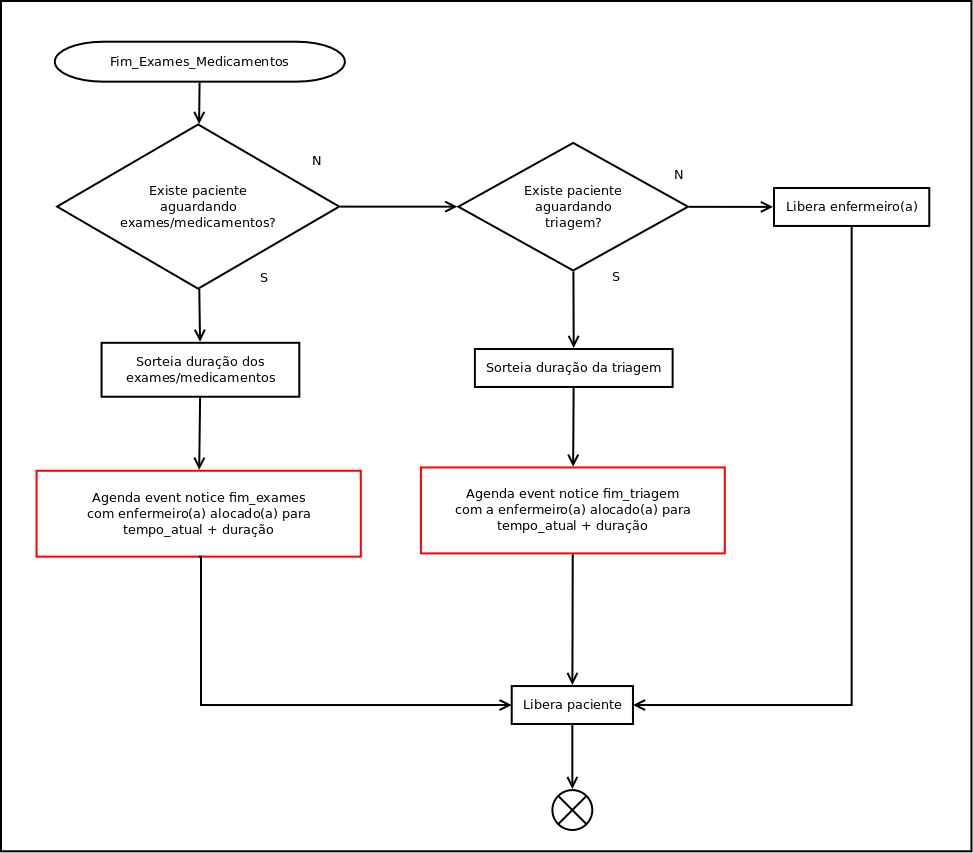 Fim_Exames_Medicamentos
N
Existe paciente
aguardando
exames/medicamentos?
S
N
Existe paciente
aguardando
triagem?
S
Libera enfermeiro(a)
Sorteia duração dos
exames/medicamentos
Sorteia duração da triagem
Agenda event notice fim_exames
com enfermeiro(a) alocado(a) para
tempo_atual + duração
Agenda event notice fim_triagem
com a enfermeiro(a) alocado(a) para
tempo_atual + duração
Libera paciente